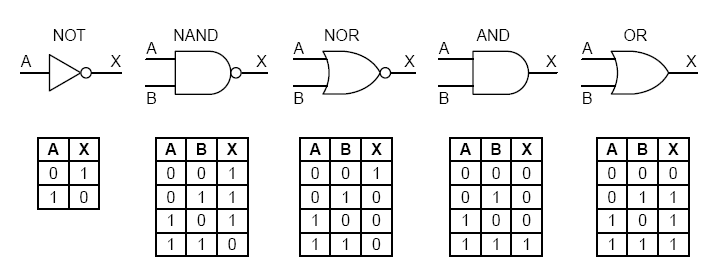 NOT NAND NOR AND OR
A X A X A X A X A X
B B B B
A X A B X A B X A B X A B X
0 1 0 0 1 0 0 1 0 0 0 0 0 0
1 0 0 1 1 0 1 0 0 1 0 0 1 1
1 0 1 1 0 0 1 0 0 1 0 1
1 1 0 1 1 0 1 1 1 1 1 1